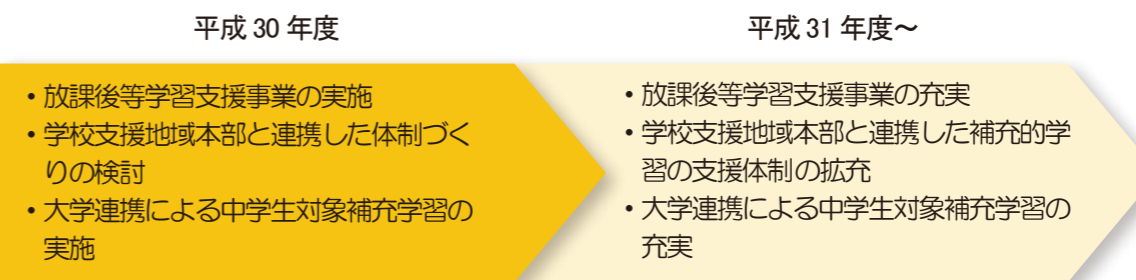 平成 30 年度
平成 31 年度～
・放課後等学習支援事業の実施
・学校支援地域本部と連携した体制づく
りの検討
・大学連携による中学生対象補充学習の
実施
・放課後等学習支援事業の充実
・学校支援地域本部と連携した補充的学
習の支援体制の拡充
・大学連携による中学生対象補充学習の
充実